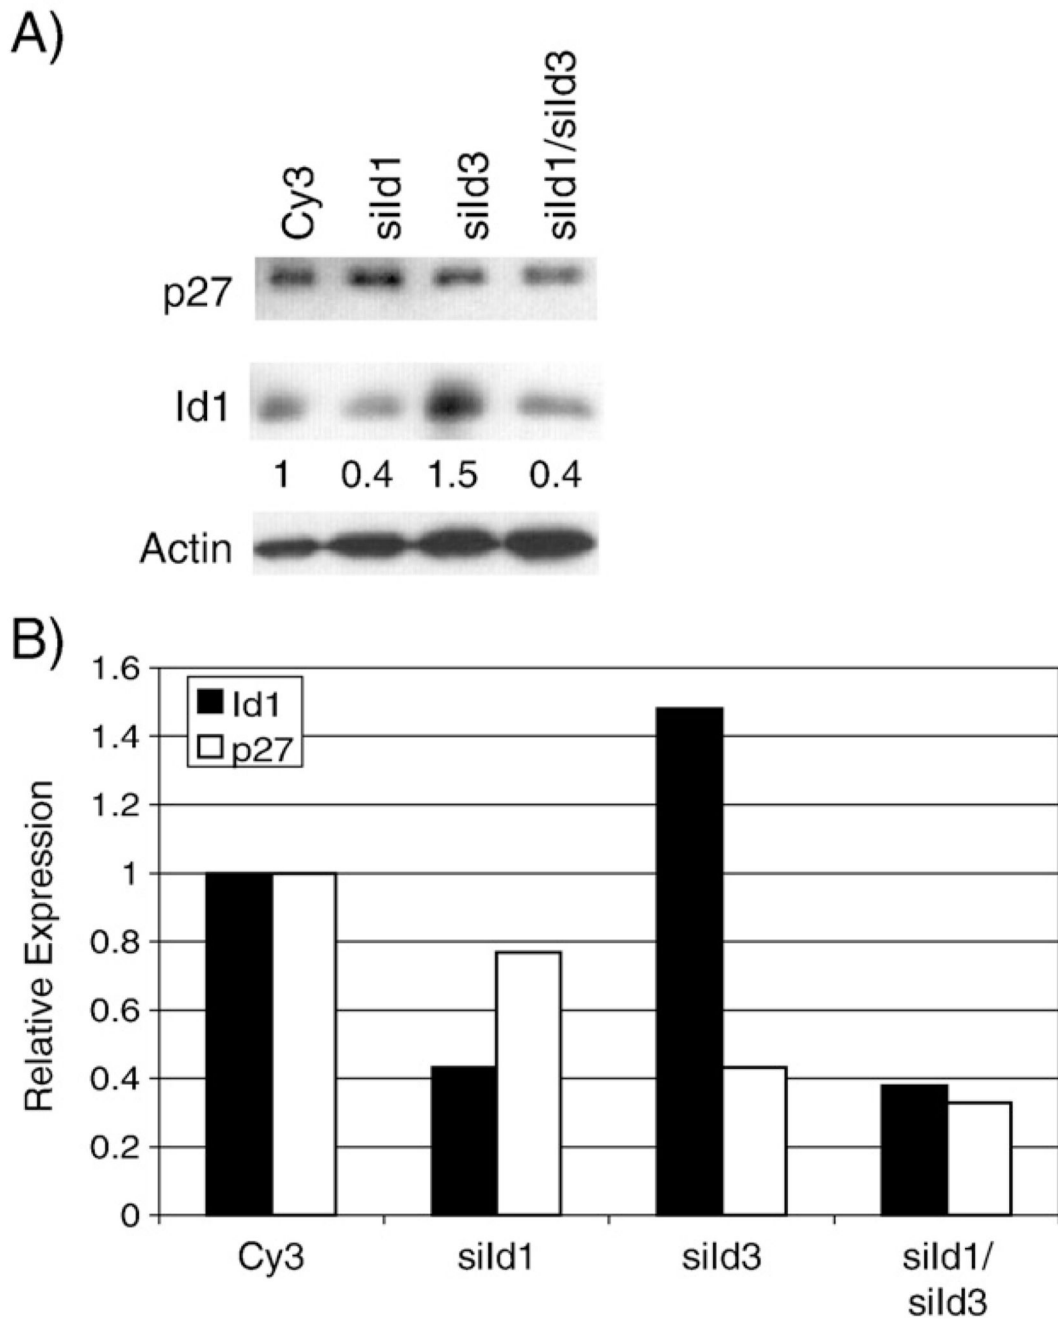 A)
Cy3
siId1
siId3
siId1/siId3
p27
Id1
1 0.4 1.5 0.4
Actin
B)
1.6
1.4
1.2
1
0.8
0.6
0.4
0.2
0
Relative Expression
Id1
p27
Cy3
siId1
siId3
siId1/
siId3